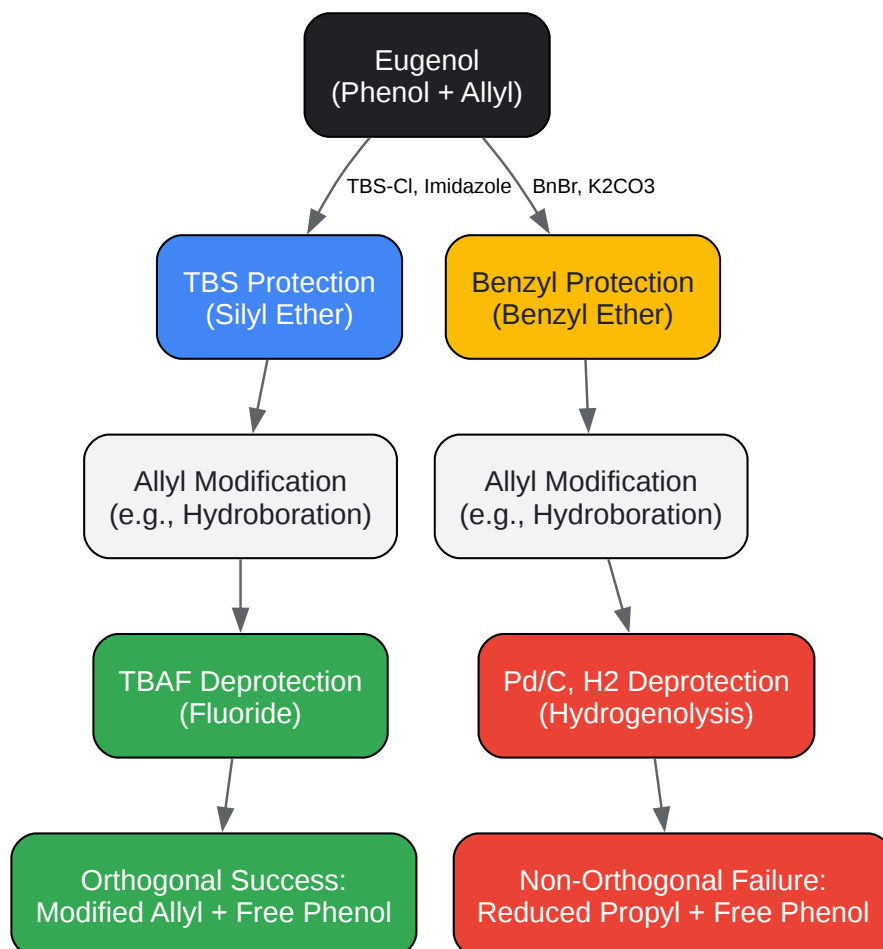 Eugenol
(Phenol + Allyl)
TBS-Cl, Imidazole
BnBr, K2CO3
TBS Protection
(Silyl Ether)
Benzyl Protection
(Benzyl Ether)
Allyl Modification
(e.g., Hydroboration)
Allyl Modification
(e.g., Hydroboration)
TBAF Deprotection
(Fluoride)
Pd/C, H2 Deprotection
(Hydrogenolysis)
Orthogonal Success:
Modified Allyl + Free Phenol
Non-Orthogonal Failure:
Reduced Propyl + Free Phenol